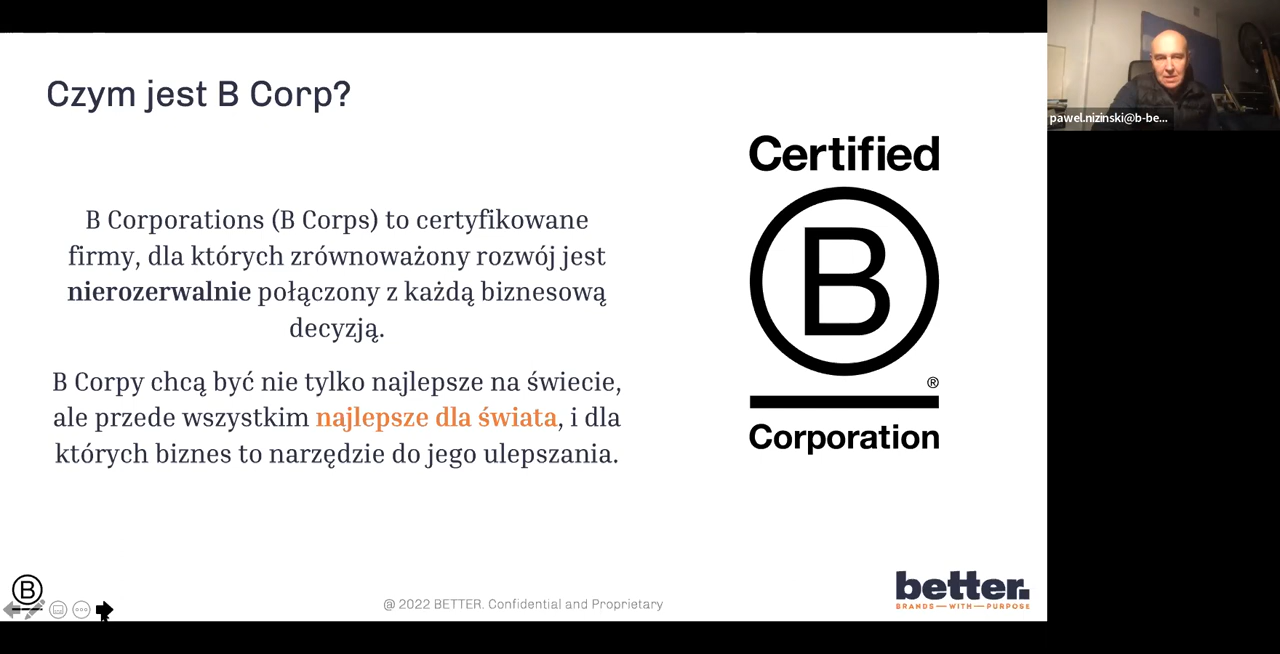 Czym jest B Corp?
B Corporations (B Corps) to certyfikowane
firmy, dla których zrównoważony rozwój jest
nierozerwalnie połączony z każdą biznesową
decyzją.
B Corpy chcą być nie tylko najlepsze na świecie,
ale przede wszystkim najlepsze dla świata, i dla
których biznes to narzędzie do jego ulepszania.
Certified
B
®
Corporation
pawel.nizinski@b-be...
B
@ 2022 BETTER. Confidential and Proprietary
better.
BRANDS—WITH—PURPOSE